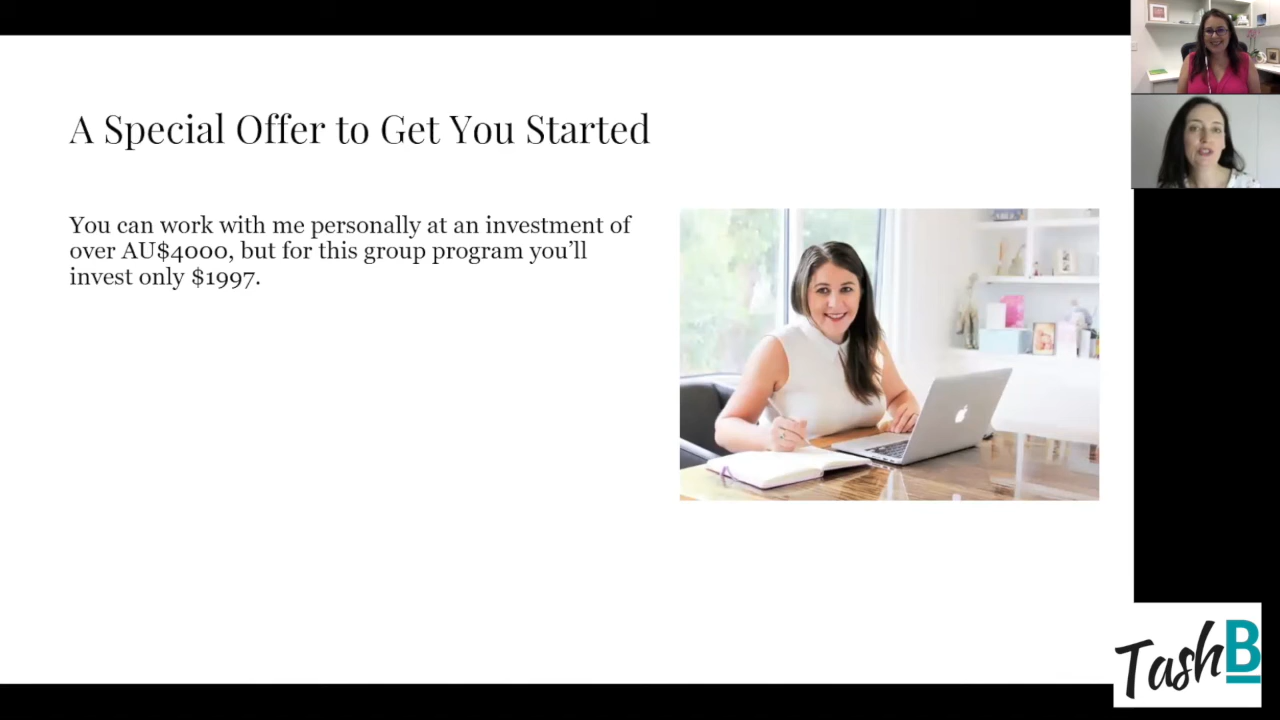 A Special Offer to Get You Started
You can work with me personally at an investment of
over AU$4000, but for this group program you’ll
invest only $1997.
TashB